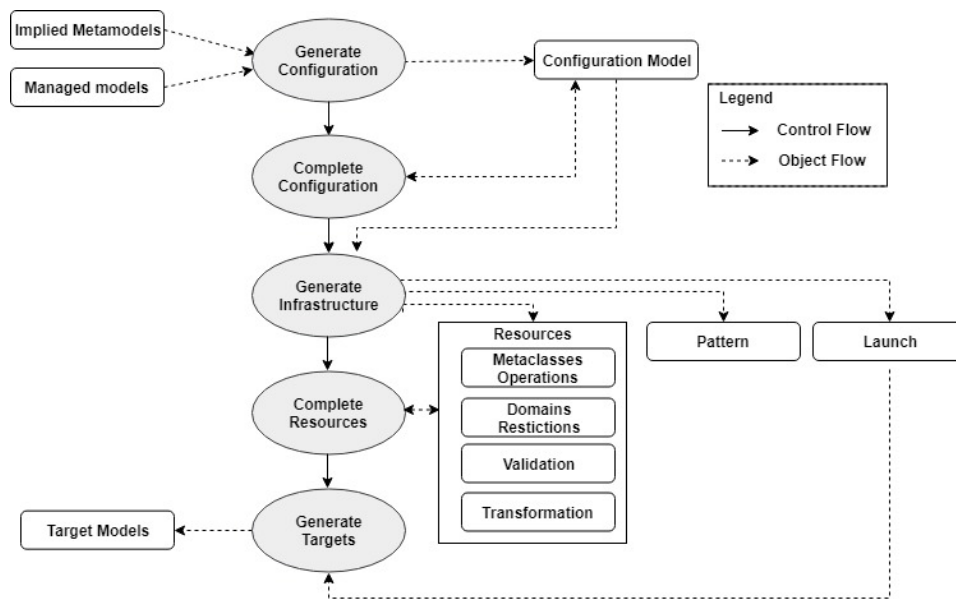 Implied Metamodels
Managed models
Generate
Configuration
Configuration Model
Legend
Control Flow
Object Flow
Complete
Configuration
Generate
Infrastructure
Resources
Metaclasses
Operations
Domains
Restictions
Validation
Transformation
Pattern
Launch
Complete
Resources
Generate
Targets
Target Models